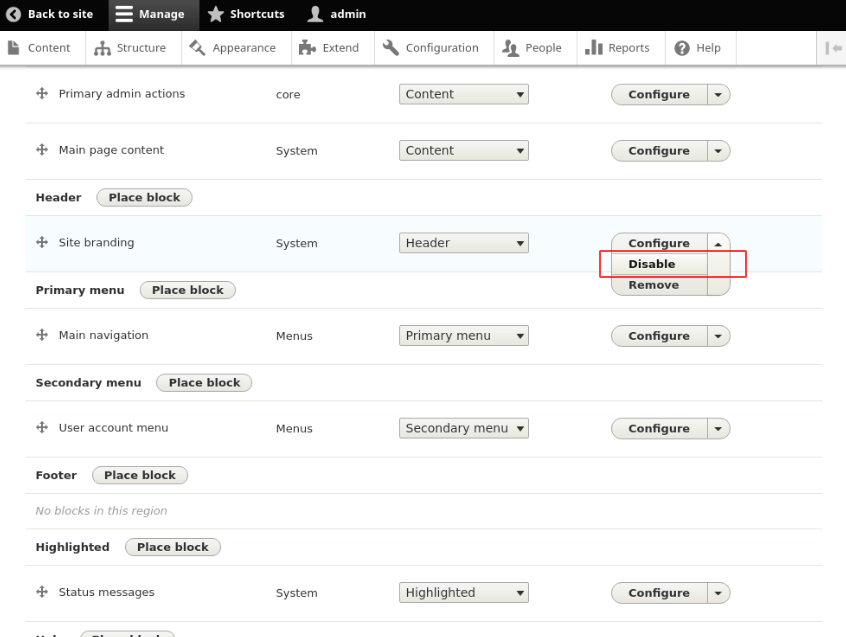 Back to site Manage Shortcuts admin
Content Structure Appearance Extend Configuration People Reports Help
Primary admin actions core Content Configure
Main page content System Content Configure
Header Place block
Site branding System Header Configure
Disable
Remove
Primary menu Place block
Main navigation Menus Primary menu Configure
Secondary menu Place block
User account menu Menus Secondary menu Configure
Footer Place block
No blocks in this region
Highlighted Place block
Status messages System Highlighted Configure